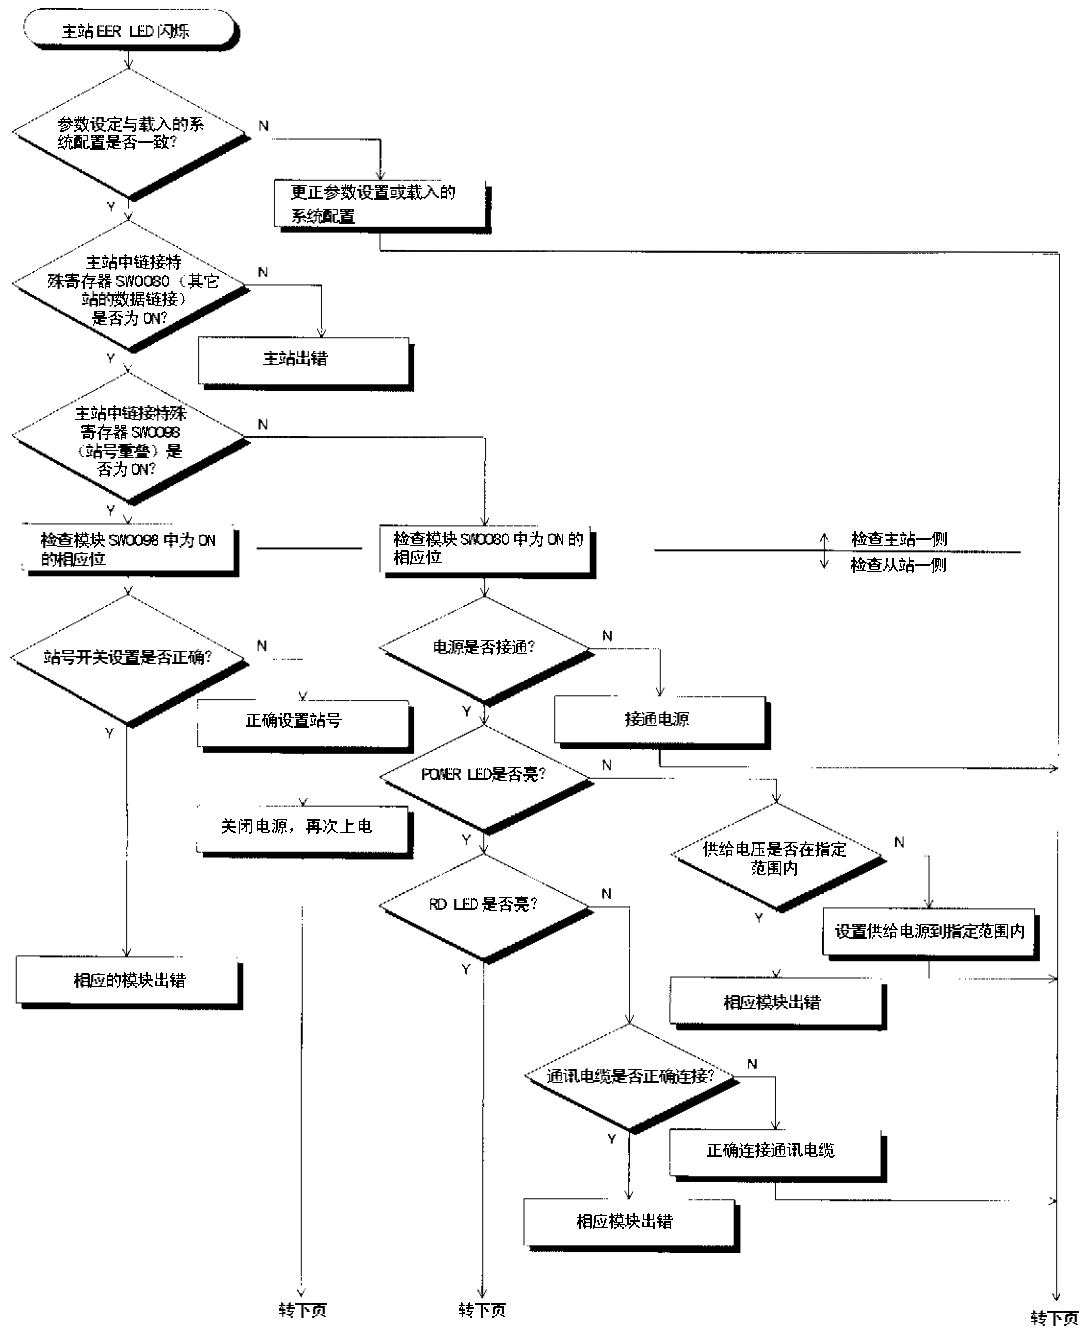 主站EER LED闪烁
参数设定与载入的系
统配置是否一致?
N
更正参数设置或载入的
系统配置
Y
主站中链接特
殊寄存器SW0080（其它
站的数据链接）
是否为ON?
N
主站出错
Y
主站中链接特殊
寄存器SW0098
（站号重叠）是
否为ON?
N
Y
检查模块SW0098中为ON
的相应位
检查模块SW0080中为ON的
相应位
检查主站一侧
检查从站一侧
站号开关设置是否正确?
N
电源是否接通?
N
正确设置站号
接通电源
Y
Y
POWER LED是否亮?
N
关闭电源，再次上电
Y
供给电压是否在指定
范围内
N
RD LED是否亮?
N
Y
设置供给电源到指定范围内
Y
相应的模块出错
相应模块出错
通讯电缆是否正确连接?
N
Y
正确连接通讯电缆
相应模块出错
转下页
转下页
转下页